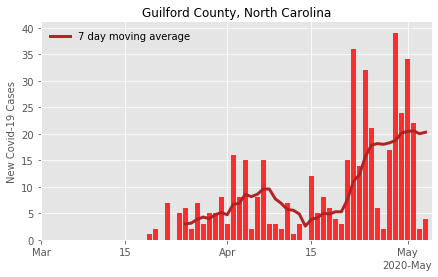 Guilford County, North Carolina
7 day moving average
New Covid-19 Cases
40
35
30
25
20
15
10
5
0
Mar 15 Apr 15 May
2020-May